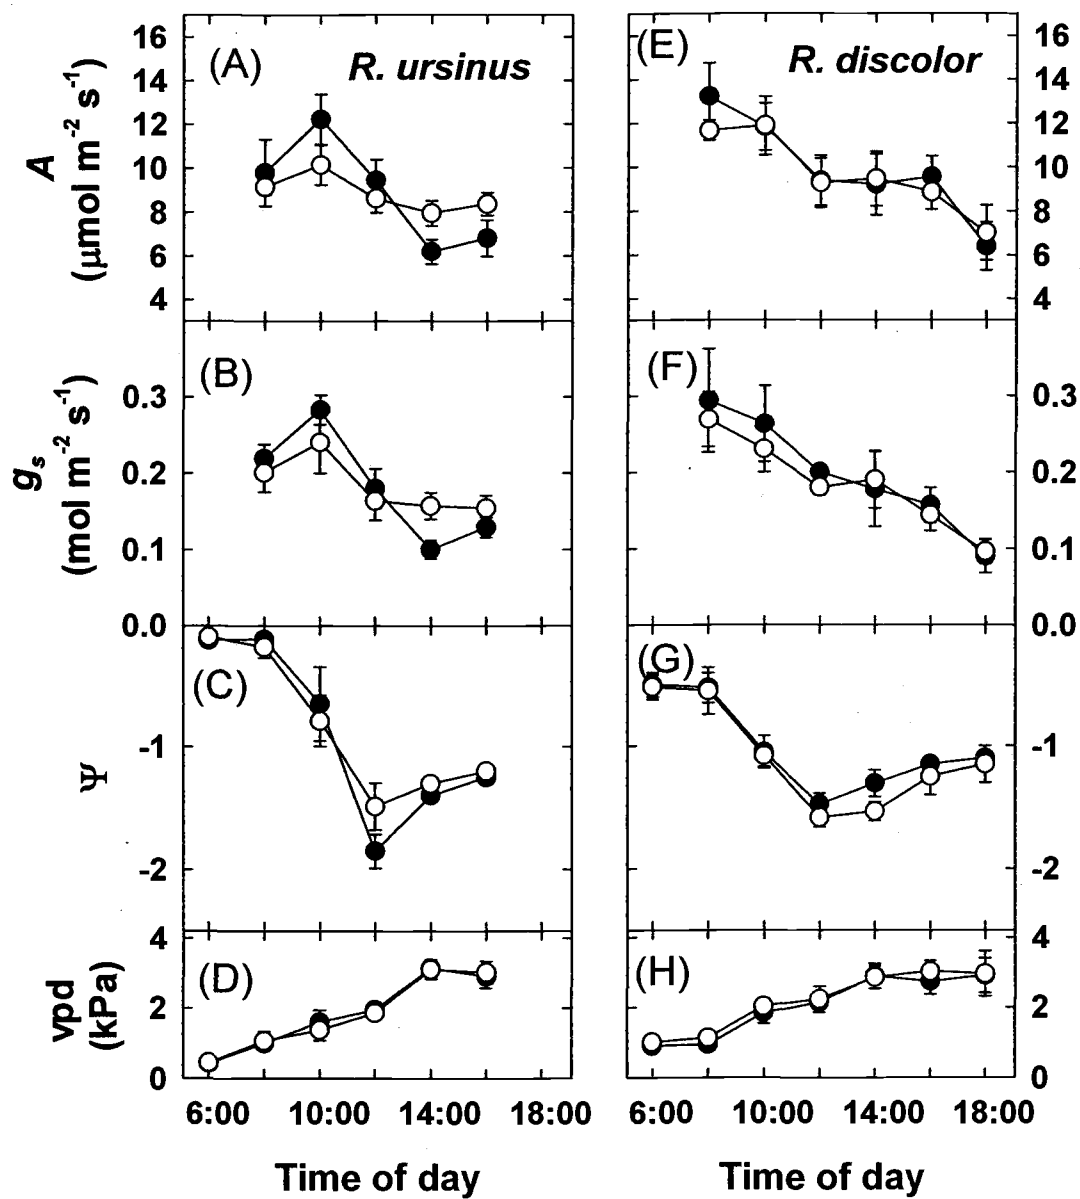 (A) R. ursinus
16
14
12
10
8
6
4
A
(μmol m-2 s-1)
(E) R. discolor
16
14
12
10
8
6
4
(B)
0.3
0.2
0.1
0.0
gs
(mol m-2 s-1)
(F)
0.3
0.2
0.1
0.0
(C)
-1
-2
Ψ
(G)
-1
-2
(D)
4
2
0
vpd
(kPa)
(H)
4
2
0
6:00 10:00 14:00 18:00
6:00 10:00 14:00 18:00
Time of day
Time of day